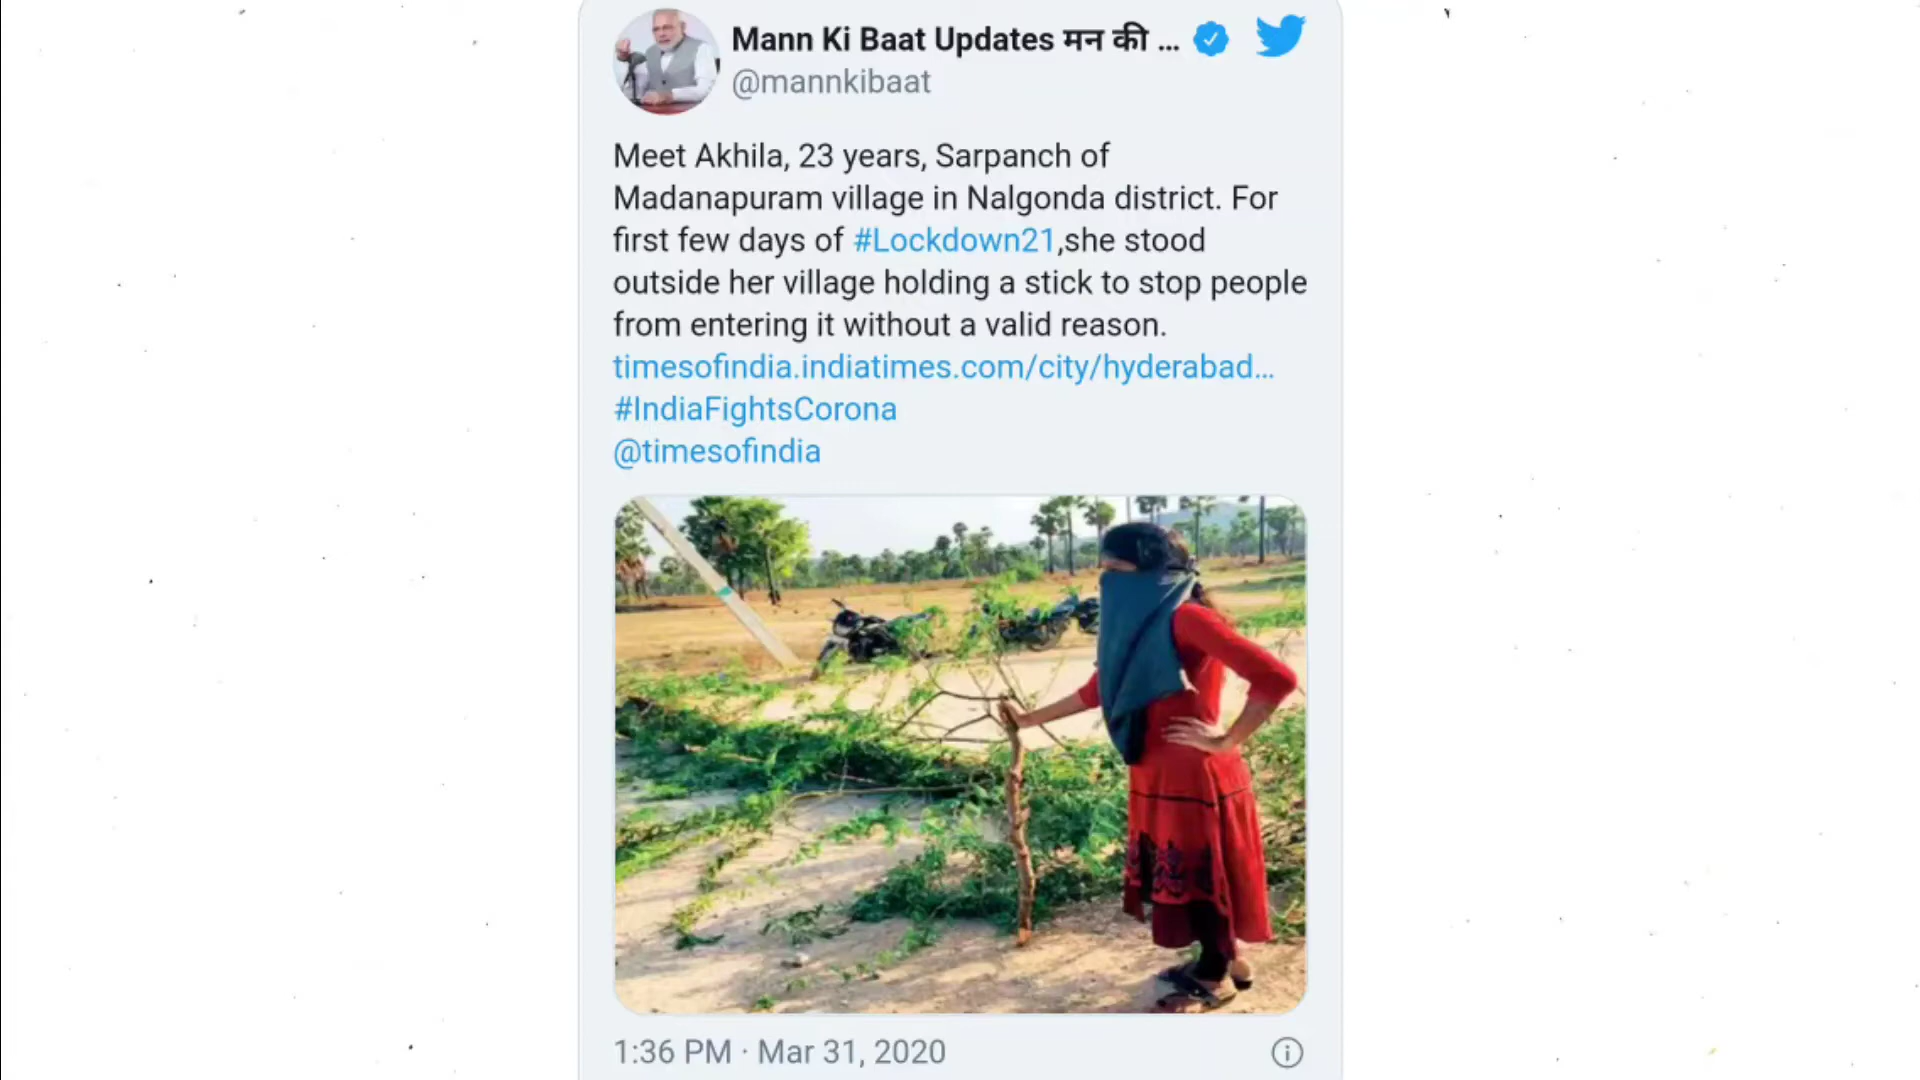 Mann Ki Baat Updates मन की ...
@mannkibaat
Meet Akhila, 23 years, Sarpanch of
Madanapuram village in Nalgonda district. For
first few days of #Lockdown21,she stood
outside her village holding a stick to stop people
from entering it without a valid reason.
timesofindia.indiatimes.com/city/hyderabad...
#IndiaFightsCorona
@timesofindia
1:36 PM · Mar 31, 2020